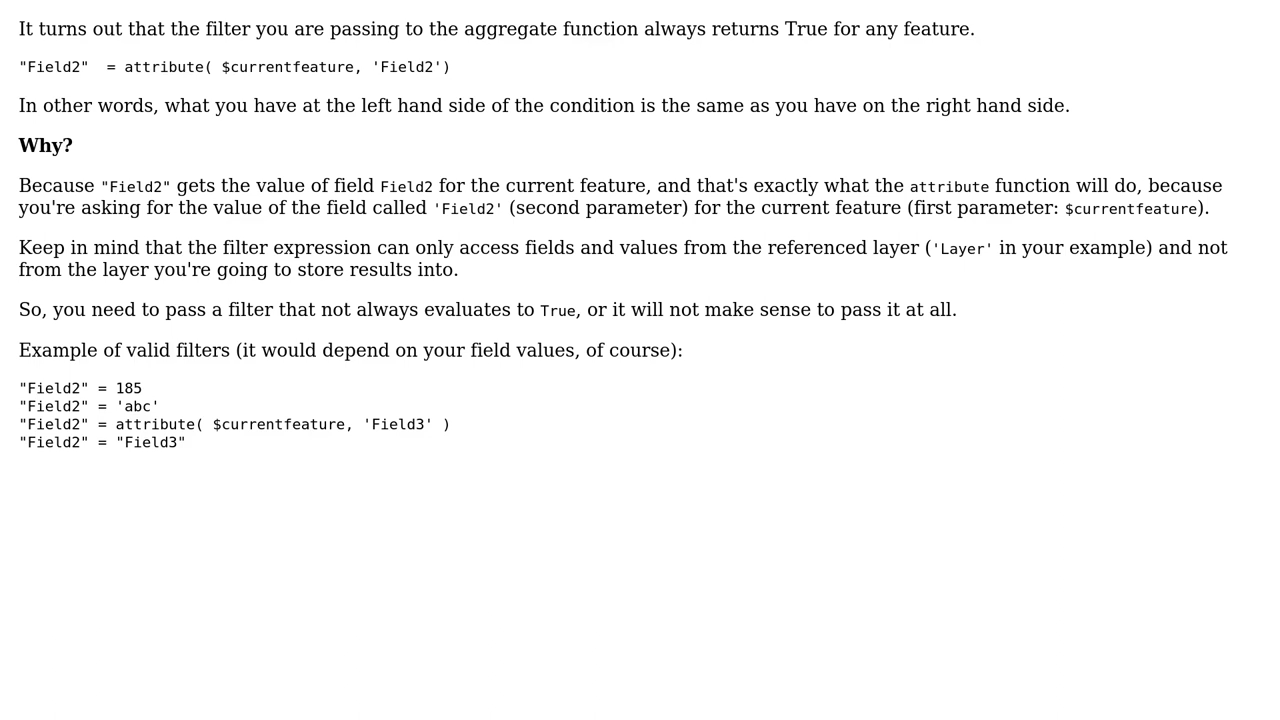 It turns out that the filter you are passing to the aggregate function always returns True for any feature.
"Field2"  = attribute( $currentfeature, 'Field2')
In other words, what you have at the left hand side of the condition is the same as you have on the right hand side.
Why?
Because "Field2" gets the value of field Field2 for the current feature, and that's exactly what the attribute function will do, because
you're asking for the value of the field called 'Field2' (second parameter) for the current feature (first parameter: $currentfeature).
Keep in mind that the filter expression can only access fields and values from the referenced layer ('Layer' in your example) and not
from the layer you're going to store results into.
So, you need to pass a filter that not always evaluates to True, or it will not make sense to pass it at all.
Example of valid filters (it would depend on your field values, of course):
"Field2" = 185
"Field2" = 'abc'
"Field2" = attribute( $currentfeature, 'Field3' )
"Field2" = "Field3"